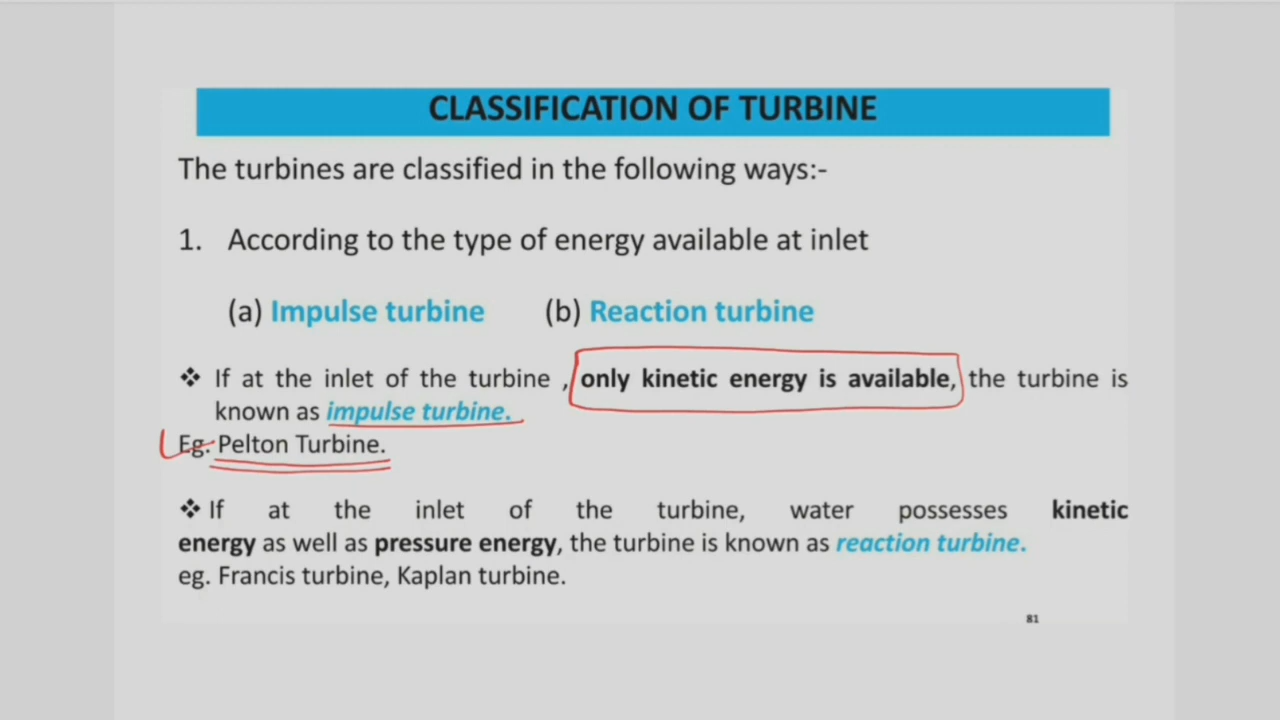 CLASSIFICATION OF TURBINE
The turbines are classified in the following ways:-
1. According to the type of energy available at inlet
(a) Impulse turbine (b) Reaction turbine
❖ If at the inlet of the turbine , only kinetic energy is available, the turbine is
known as impulse turbine.
Eg. Pelton Turbine.
❖ If at the inlet of the turbine, water possesses kinetic
energy as well as pressure energy, the turbine is known as reaction turbine.
eg. Francis turbine, Kaplan turbine.
81